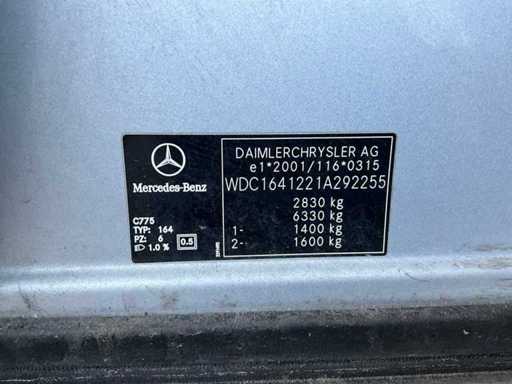 DAIMLERCHRYSLER AG
e1*2001/116*0315
WDC1641221A292255
2830 kg
6330 kg
1- 1400 kg
2- 1600 kg
Mercedes-Benz
C775
TYP: 164
PZ: 6
1.0 % 0.5